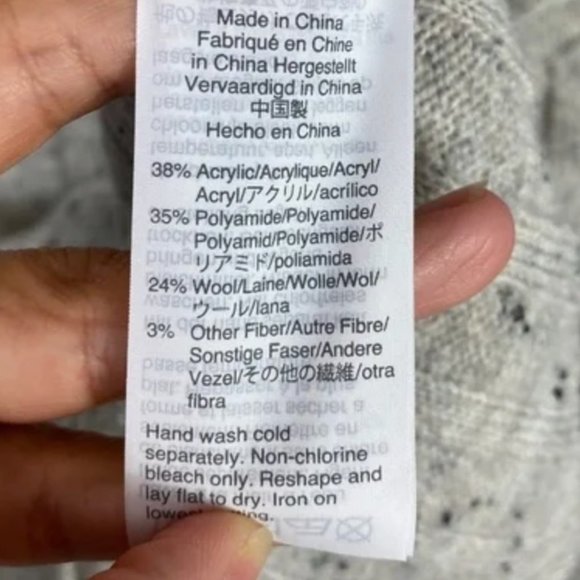 Made in China
Fabriqué en Chine
in China Hergestellt
Vervaardigd in China
中国製
Hecho en China
38% Acrylic/Acrylique/Acryl/
Acryl/アクリル/acrílico
35% Polyamide/Polyamide/
Polyamid/Polyamide/ポ
リアミド/poliamida
24% Wool/Laine/Wolle/Wol/
ウール/lana
3% Other Fiber/Autre Fibre/
Sonstige Faser/Andere
Vezel/その他の繊維/otra
fibra
Hand wash cold
separately. Non-chlorine
bleach only. Reshape and
lay flat to dry. Iron on